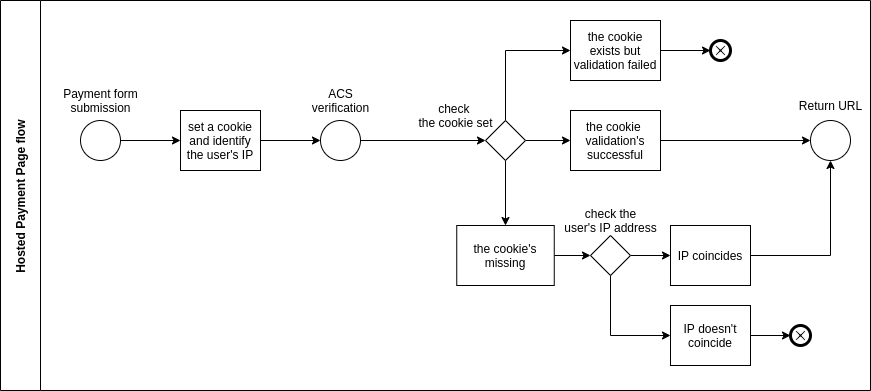 Hosted Payment Page flow
Payment form
submission
set a cookie
and identify
the user's IP
ACS
verification
check
the cookie set
the cookie
exists but
validation failed
the cookie
validation's
successful
Return URL
the cookie's
missing
check the
user's IP address
IP coincides
IP doesn't
coincide